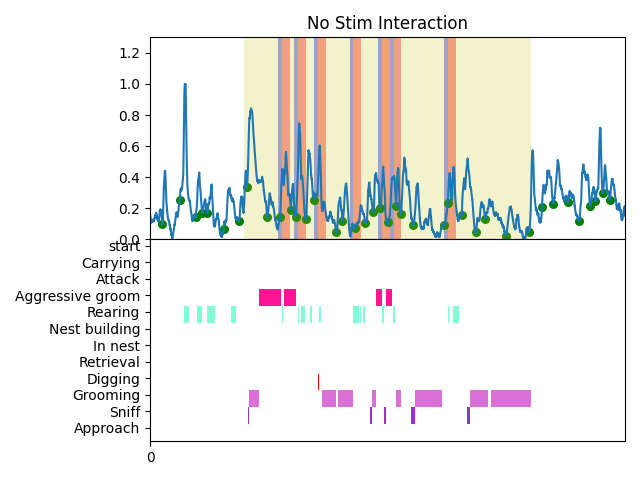 No Stim Interaction
1.2
1.0
0.8
0.6
0.4
0.2
0.0
start
Carrying
Attack
Aggressive groom
Rearing
Nest building
In nest
Retrieval
Digging
Grooming
Sniff
Approach
0